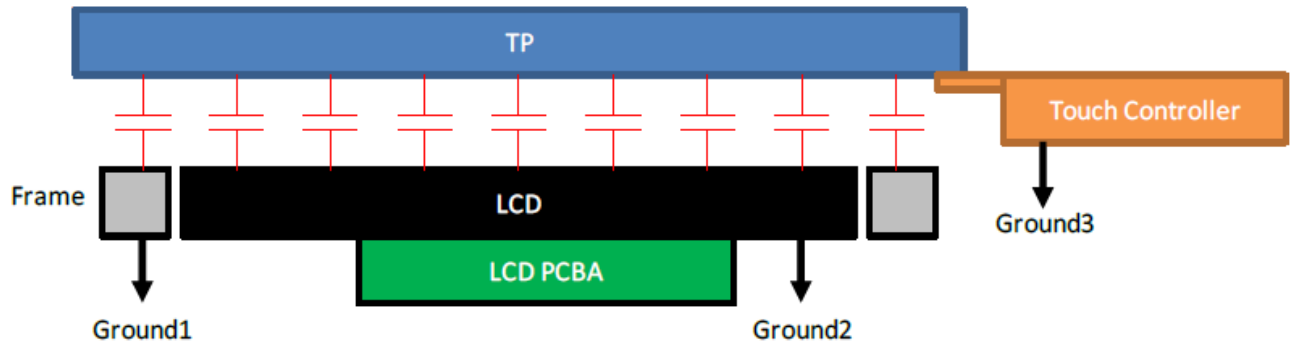 TP
Touch Controller
Frame
LCD
Ground3
LCD PCBA
Ground1
Ground2